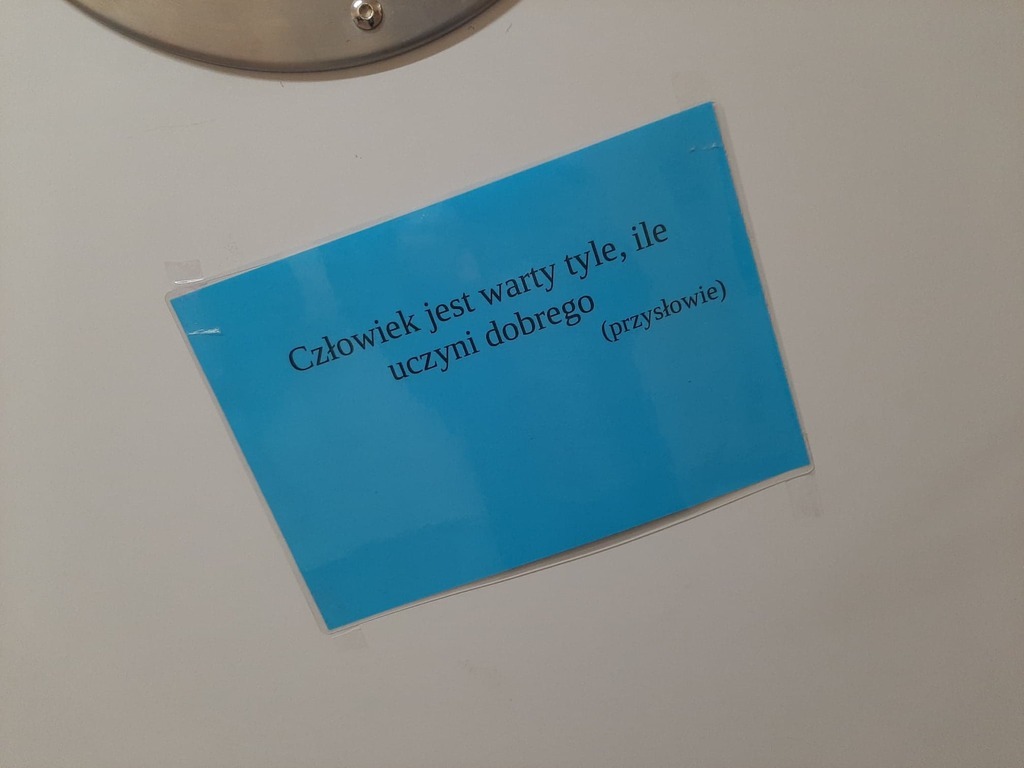 Człowiek jest warty tyle, ile
uczyni dobrego
(przysłowie)